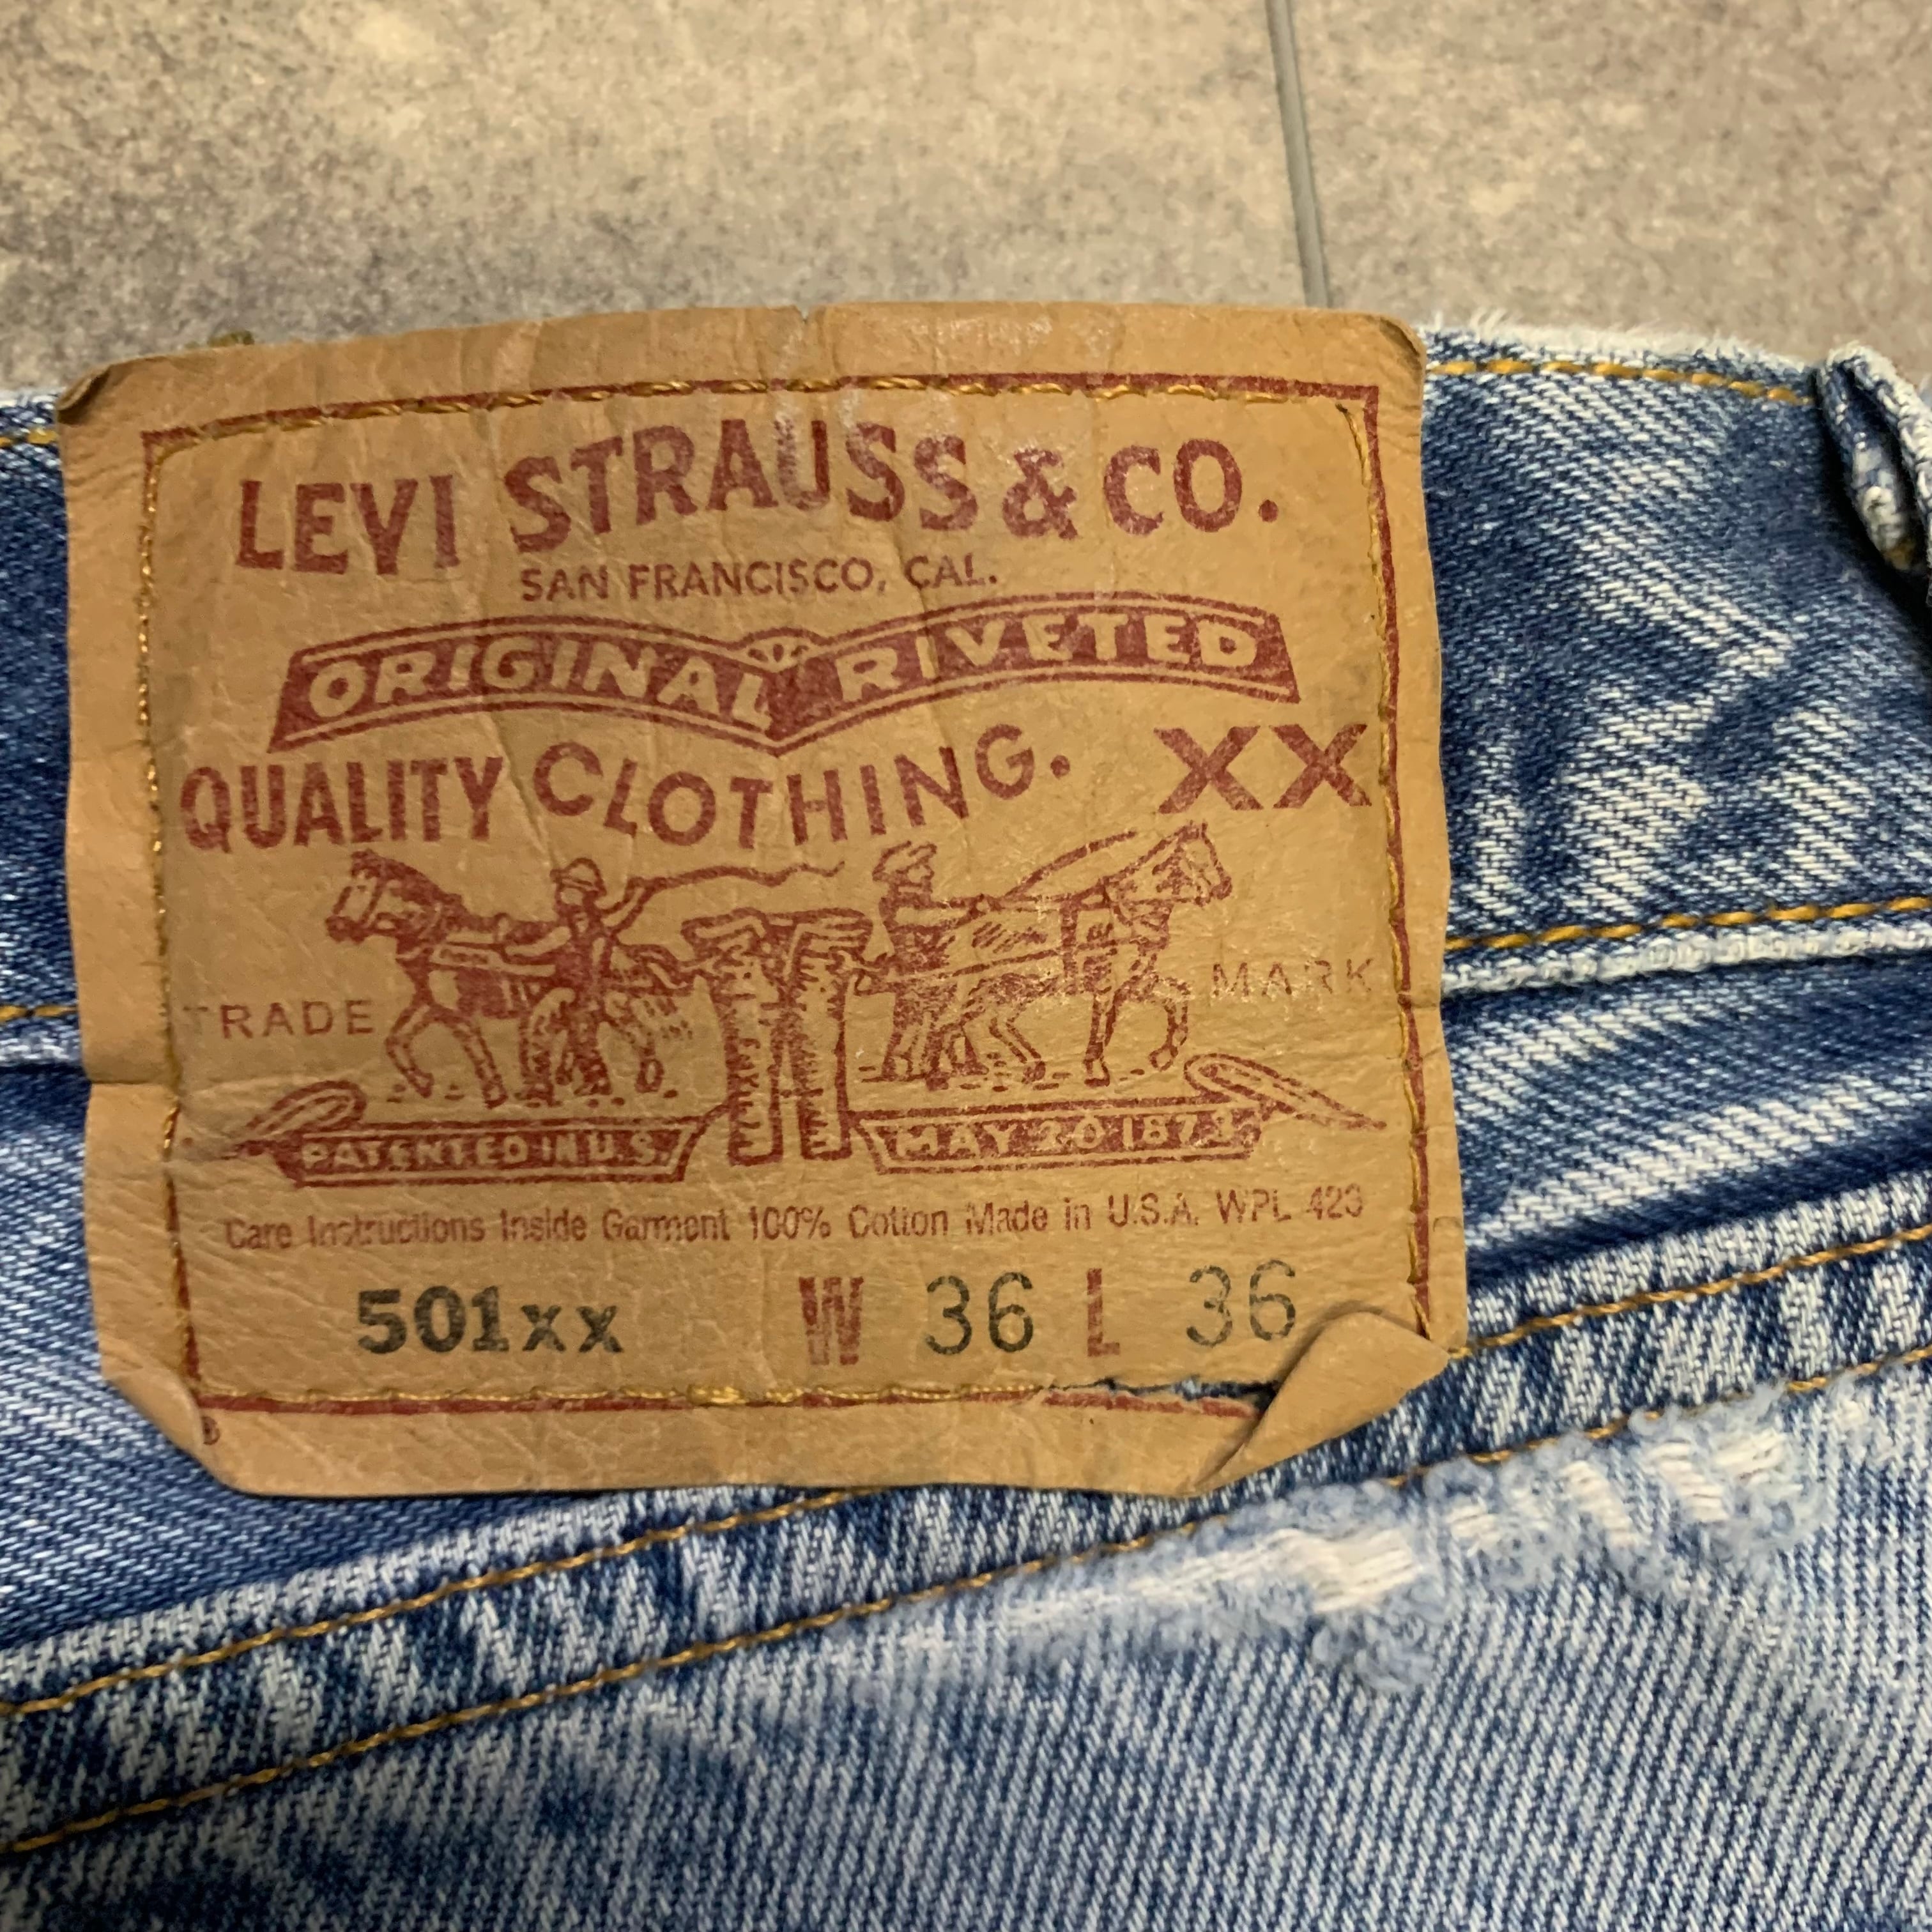 LEVI STRAUSS & CO.
SAN FRANCISCO, CAL.
ORIGINAL RIVETED
QUALITY CLOTHING. XX
TRADE MARK
PATENTED IN U.S. MAY 20 1873
Care Instructions Inside Garment 100% Cotton Made in U.S.A. WPL 423
501xx W 36 L 36
®